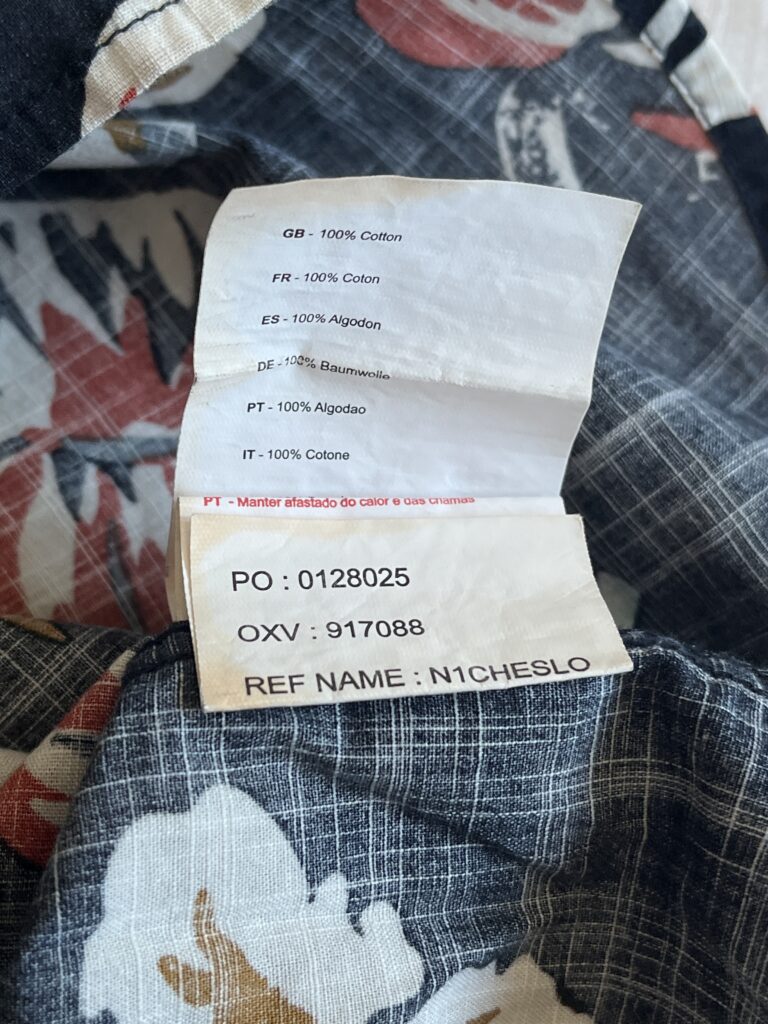 GB - 100% Cotton
FR - 100% Coton
ES - 100% Algodon
DE - 100% Baumwolle
PT - 100% Algodao
IT - 100% Cotone
PT - Manter afastado do calor e das chamas
PO : 0128025
OXV : 917088
REF NAME : N1CHESLO